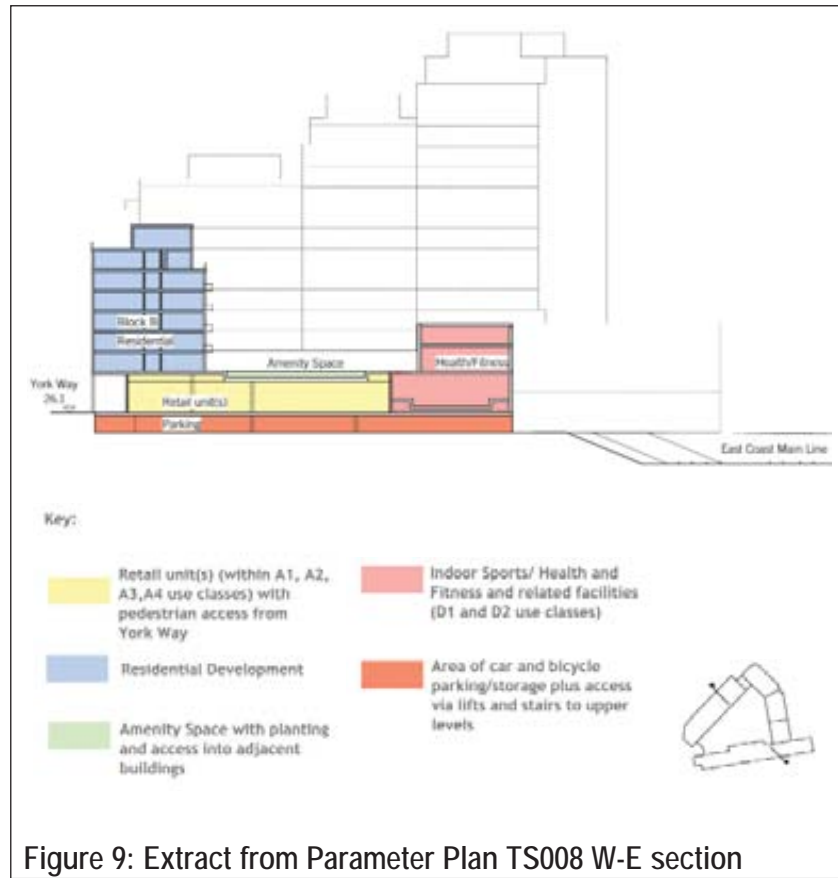 Block B
Residential
Amenity Space
Health/Fitness
York Way
26.1
Retail unit(s)
Parking
East Coast Main Line
Key:
Retail unit(s) (within A1, A2,
A3,A4 use classes) with
pedestrian access from
York Way
Indoor Sports/ Health and
Fitness and related facilities
(D1 and D2 use classes)
Residential Development
Area of car and bicycle
parking/storage plus access
via lifts and stairs to upper
levels
Amenity Space with planting
and access into adjacent
buildings
Figure 9: Extract from Parameter Plan TS008 W-E section